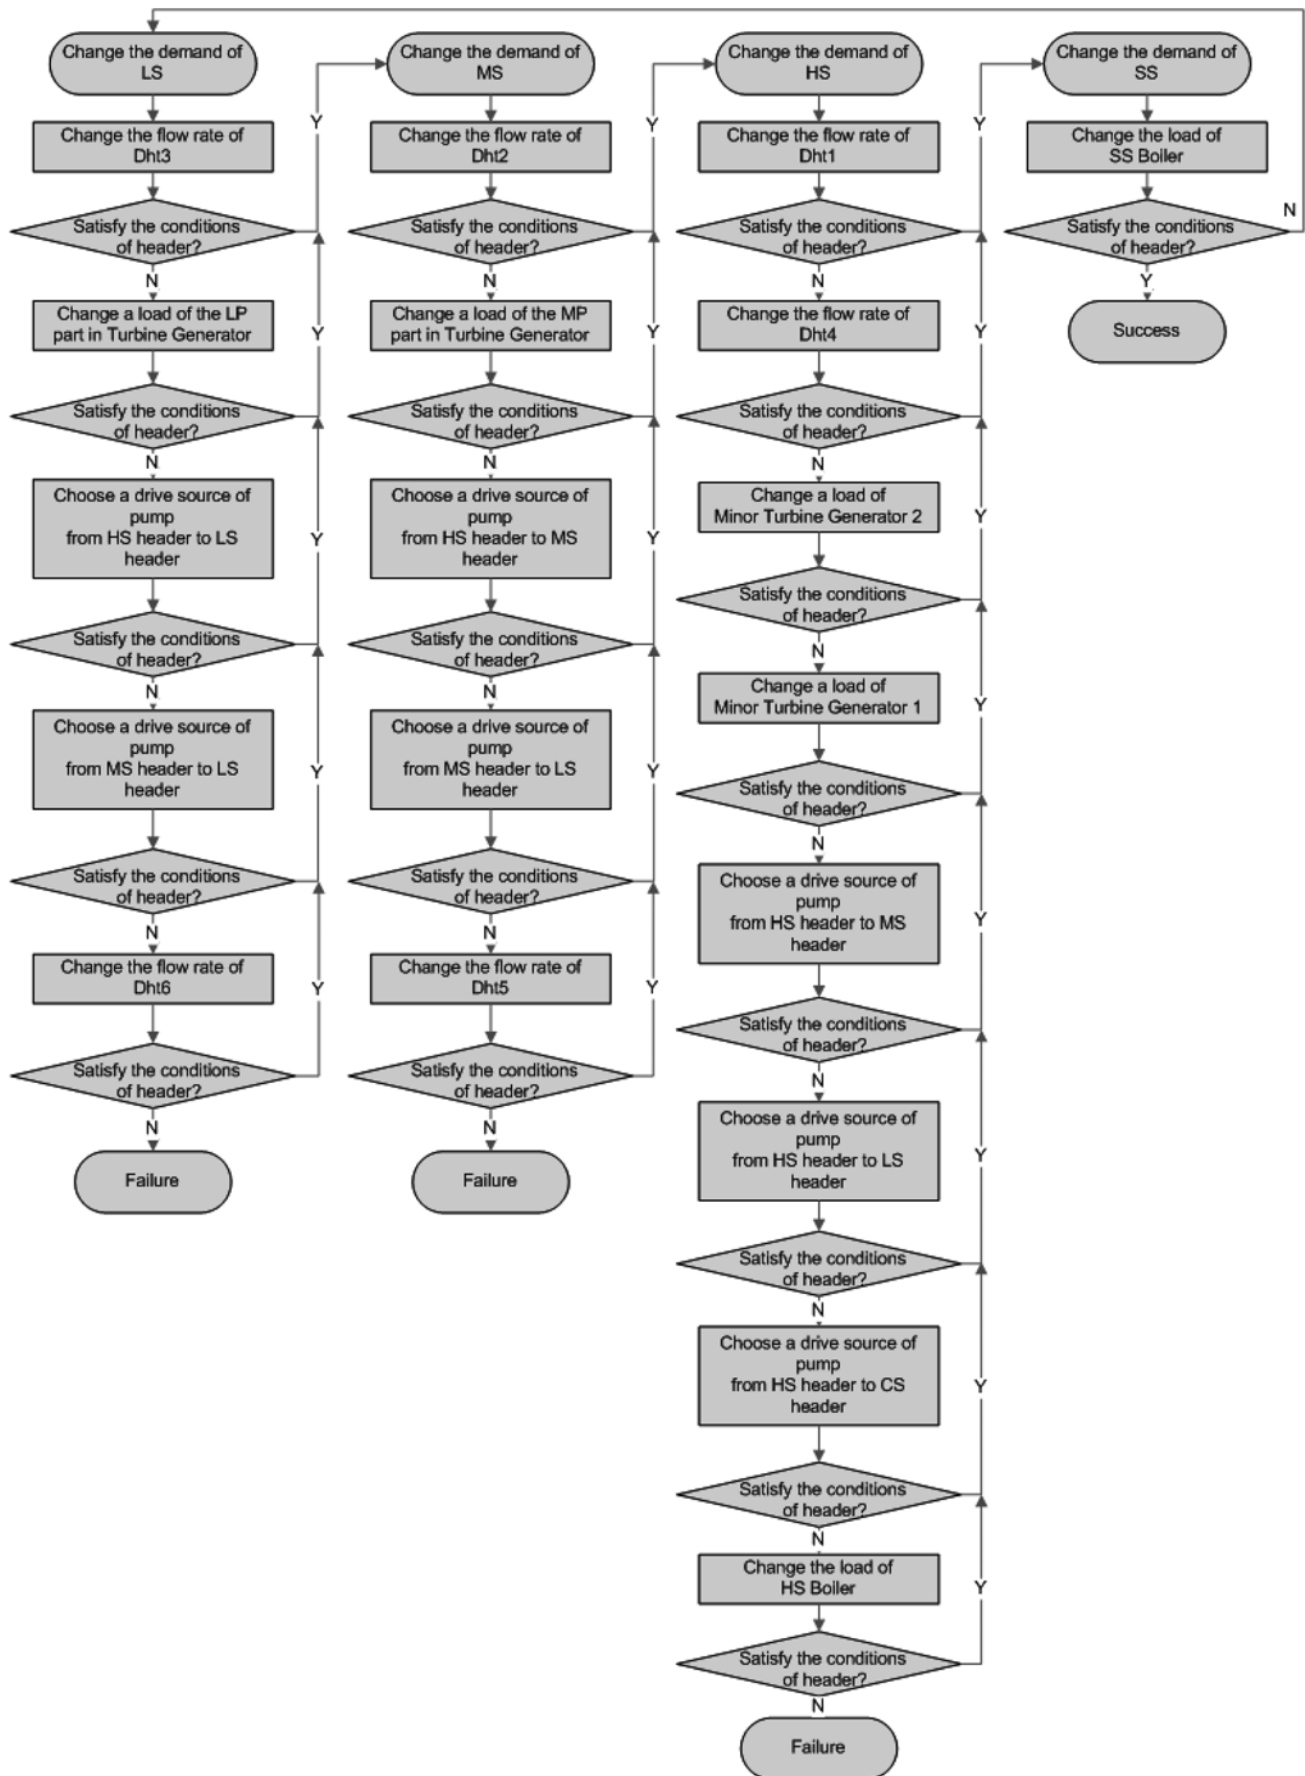 Change the demand of
LS
Change the flow rate of
Dht3
Satisfy the conditions
of header?
N
Y
Change a load of the LP
part in Turbine Generator
Satisfy the conditions
of header?
N
Y
Choose a drive source of
pump
from HS header to LS
header
Satisfy the conditions
of header?
N
Y
Choose a drive source of
pump
from MS header to LS
header
Satisfy the conditions
of header?
N
Y
Change the flow rate of
Dht6
Satisfy the conditions
of header?
N
Y
Failure
Change the demand of
MS
Change the flow rate of
Dht2
Satisfy the conditions
of header?
N
Y
Change a load of the MP
part in Turbine Generator
Satisfy the conditions
of header?
N
Y
Choose a drive source of
pump
from HS header to MS
header
Satisfy the conditions
of header?
N
Y
Choose a drive source of
pump
from MS header to LS
header
Satisfy the conditions
of header?
N
Y
Change the flow rate of
Dht5
Satisfy the conditions
of header?
N
Y
Failure
Change the demand of
HS
Change the flow rate of
Dht1
Satisfy the conditions
of header?
N
Y
Change the flow rate of
Dht4
Satisfy the conditions
of header?
N
Y
Change a load of
Minor Turbine Generator 2
Satisfy the conditions
of header?
N
Y
Change a load of
Minor Turbine Generator 1
Satisfy the conditions
of header?
N
Y
Choose a drive source of
pump
from HS header to MS
header
Satisfy the conditions
of header?
N
Y
Choose a drive source of
pump
from HS header to LS
header
Satisfy the conditions
of header?
N
Y
Choose a drive source of
pump
from HS header to CS
header
Satisfy the conditions
of header?
N
Y
Change the load of
HS Boiler
Satisfy the conditions
of header?
N
Y
Failure
Change the demand of
SS
Change the load of
SS Boiler
Satisfy the conditions
of header?
N
Y
Success